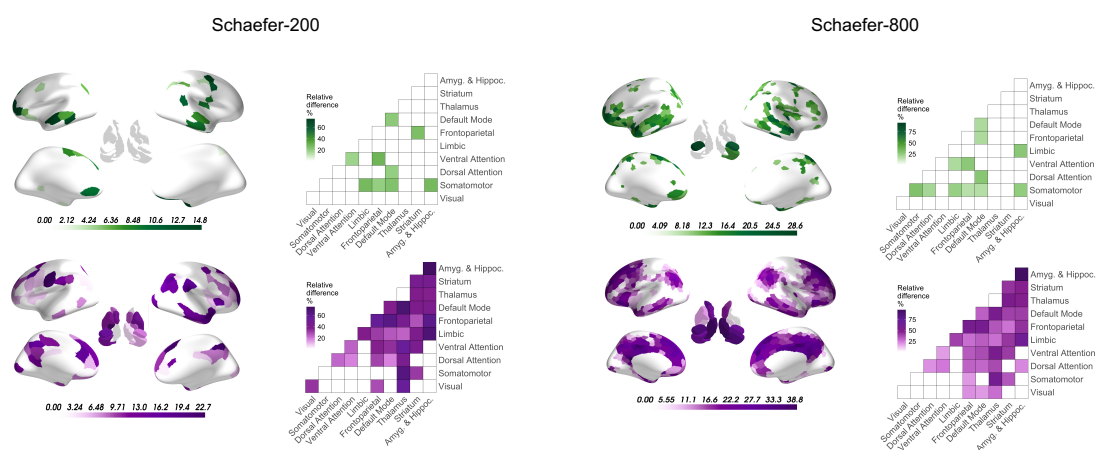 Schaefer-200
Schaefer-800
Relative
difference
%
60
40
20
Amyg. & Hippoc.
Striatum
Thalamus
Default Mode
Frontoparietal
Limbic
Ventral Attention
Dorsal Attention
Somatomotor
Visual
Visual
Somatomotor
Dorsal Attention
Ventral Attention
Limbic
Frontoparietal
Default Mode
Thalamus
Striatum
Amyg. & Hippoc.
0.00 2.12 4.24 6.36 8.48 10.6 12.7 14.8
Relative
difference
%
75
50
25
Amyg. & Hippoc.
Striatum
Thalamus
Default Mode
Frontoparietal
Limbic
Ventral Attention
Dorsal Attention
Somatomotor
Visual
Visual
Somatomotor
Dorsal Attention
Ventral Attention
Limbic
Frontoparietal
Default Mode
Thalamus
Striatum
Amyg. & Hippoc.
0.00 4.09 8.18 12.3 16.4 20.5 24.5 28.6
Relative
difference
%
60
40
20
Amyg. & Hippoc.
Striatum
Thalamus
Default Mode
Frontoparietal
Limbic
Ventral Attention
Dorsal Attention
Somatomotor
Visual
Visual
Somatomotor
Dorsal Attention
Ventral Attention
Limbic
Frontoparietal
Default Mode
Thalamus
Striatum
Amyg. & Hippoc.
0.00 3.24 6.48 9.71 13.0 16.2 19.4 22.7
Relative
difference
%
75
50
25
Amyg. & Hippoc.
Striatum
Thalamus
Default Mode
Frontoparietal
Limbic
Ventral Attention
Dorsal Attention
Somatomotor
Visual
Visual
Somatomotor
Dorsal Attention
Ventral Attention
Limbic
Frontoparietal
Default Mode
Thalamus
Striatum
Amyg. & Hippoc.
0.00 5.55 11.1 16.6 22.2 27.7 33.3 38.8